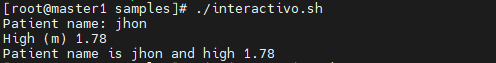 [root@master1 samples]# ./interactivo.sh
Patient name: jhon
High (m) 1.78
Patient name is jhon and high 1.78